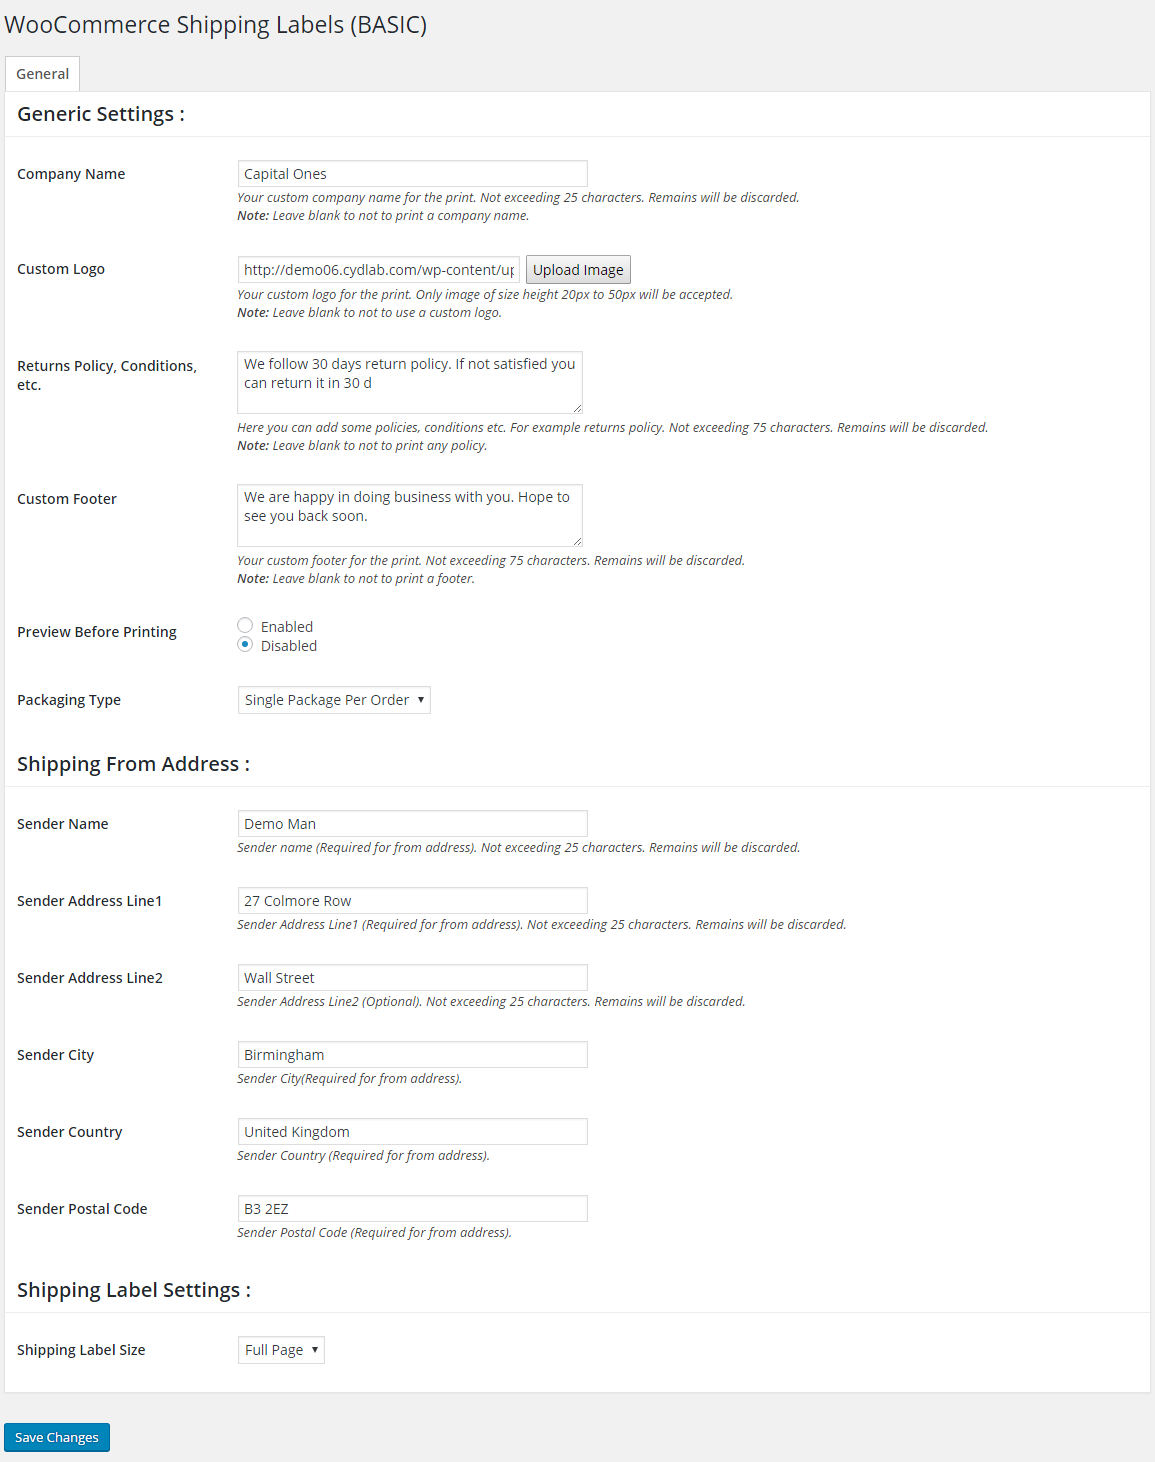 WooCommerce Shipping Labels (BASIC)
General
Generic Settings :
Company Name
Capital Ones
Your custom company name for the print. Not exceeding 25 characters. Remains will be discarded.
Note: Leave blank to not to print a company name.
Custom Logo
http://demo06.cydlab.com/wp-content/up
Upload Image
Your custom logo for the print. Only image of size height 20px to 50px will be accepted.
Note: Leave blank to not to use a custom logo.
Returns Policy, Conditions,
etc.
We follow 30 days return policy. If not satisfied you
can return it in 30 d
Here you can add some policies, conditions etc. For example returns policy. Not exceeding 75 characters. Remains will be discarded.
Note: Leave blank to not to print any policy.
Custom Footer
We are happy in doing business with you. Hope to
see you back soon.
Your custom footer for the print. Not exceeding 75 characters. Remains will be discarded.
Note: Leave blank to not to print a footer.
Preview Before Printing
Enabled
Disabled
Packaging Type
Single Package Per Order
Shipping From Address :
Sender Name
Demo Man
Sender name (Required for from address). Not exceeding 25 characters. Remains will be discarded.
Sender Address Line1
27 Colmore Row
Sender Address Line1 (Required for from address). Not exceeding 25 characters. Remains will be discarded.
Sender Address Line2
Wall Street
Sender Address Line2 (Optional). Not exceeding 25 characters. Remains will be discarded.
Sender City
Birmingham
Sender City(Required for from address).
Sender Country
United Kingdom
Sender Country (Required for from address).
Sender Postal Code
B3 2EZ
Sender Postal Code (Required for from address).
Shipping Label Settings :
Shipping Label Size
Full Page
Save Changes